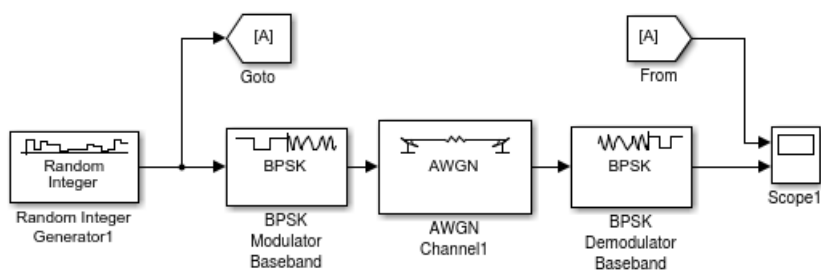 [A]
Goto
[A]
From
Random
Integer
Random Integer
Generator1
BPSK
BPSK
Modulator
Baseband
AWGN
AWGN
Channel1
BPSK
BPSK
Demodulator
Baseband
Scope1